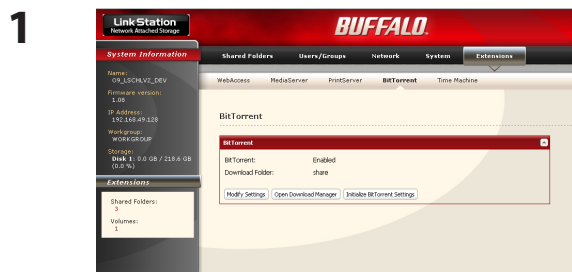 1
LinkStation
Network Attached Storage
BUFFALO
System Information
Shared Folders Users/Groups Network System Extensions
WebAccess MediaServer PrintServer BitTorrent Time Machine
Name:
09_LSCHLV2_DEV
Firmware version:
1.08
IP Address:
192.168.49.128
Workgroup:
WORKGROUP
Storage:
Disk 1: 0.0 GB / 218.6 GB
(0.0 %)
Extensions
Shared Folders:
3
Volumes:
1
BitTorrent
BitTorrent
BitTorrent: Enabled
Download Folder: share
Modify Settings Open Download Manager Initialize BitTorrent Settings